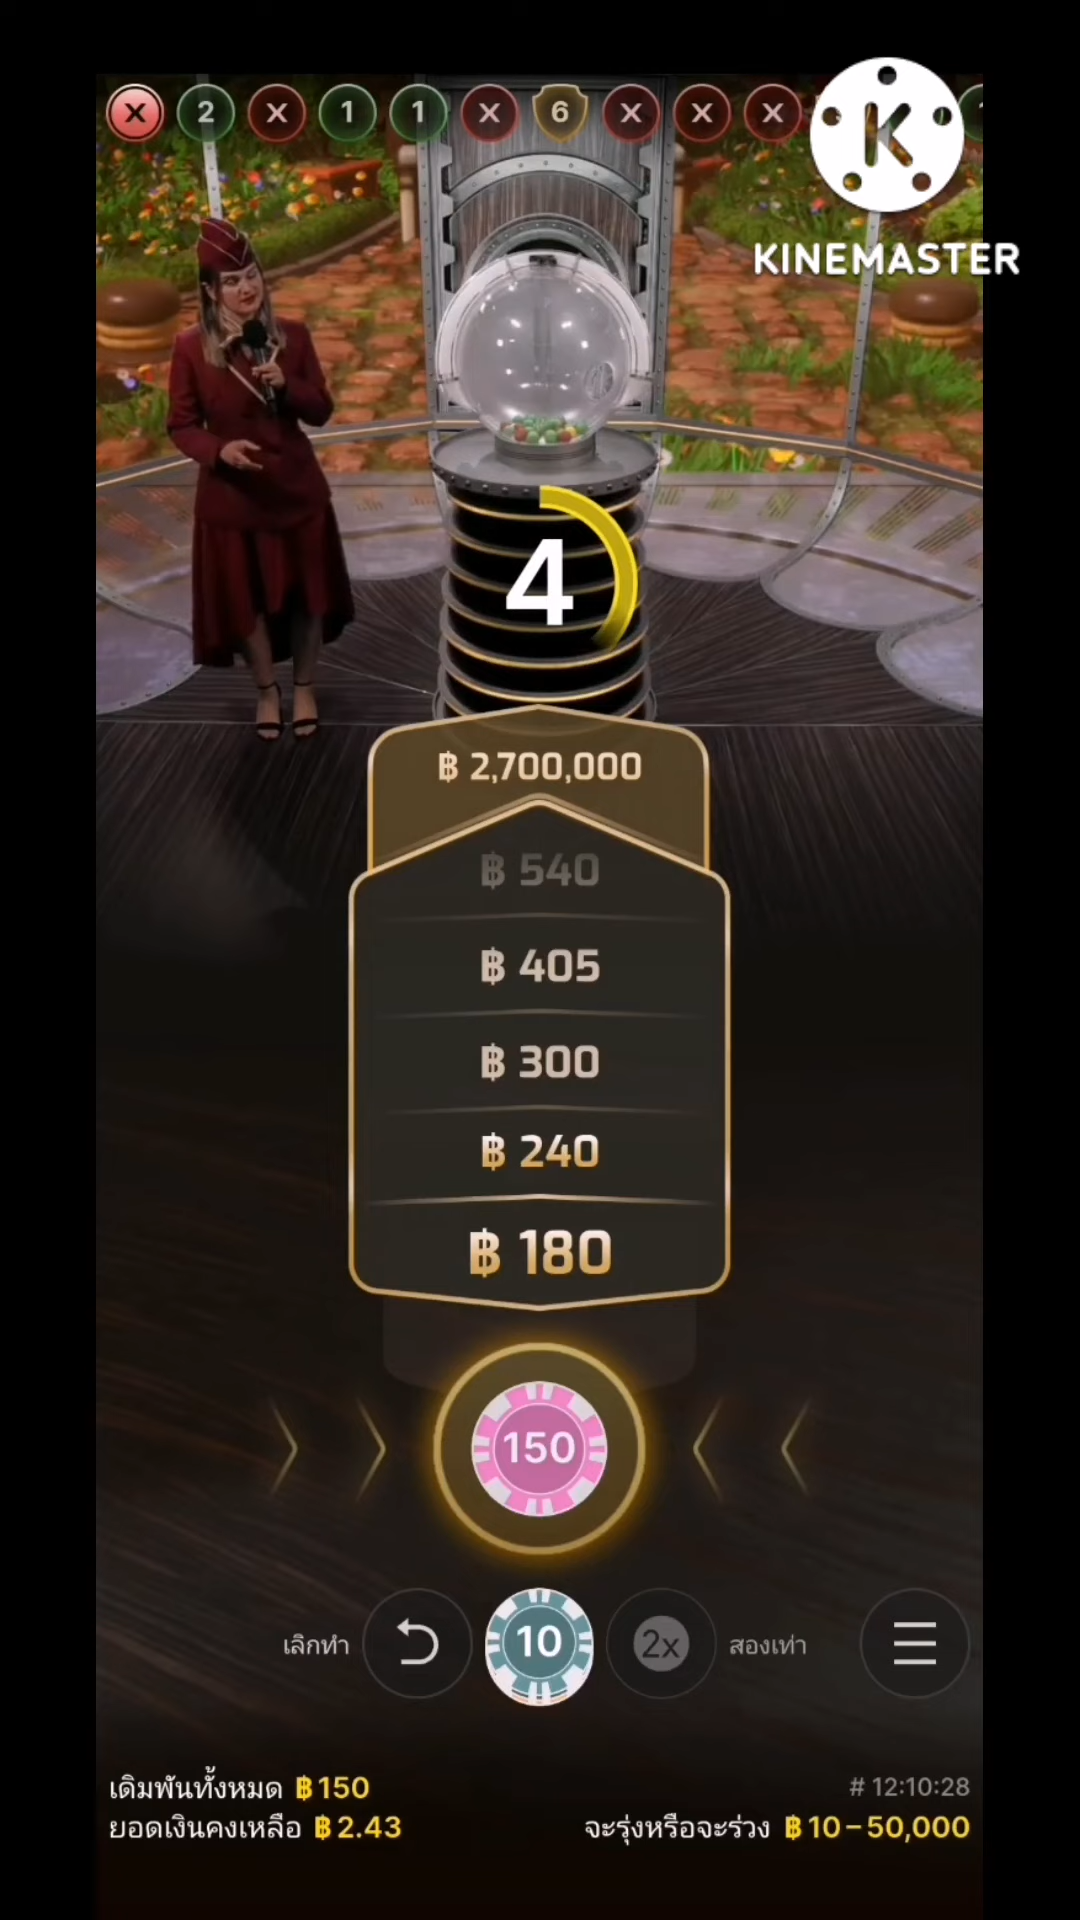 X 2 X 1 1 X 6 X X X
K
KINEMASTER
4
฿ 2,700,000
฿ 540
฿ 405
฿ 300
฿ 240
฿ 180
150
เลิกทำ 10 2x สองเท่า
เดิมพันทั้งหมด ฿150
# 12:10:28
ยอดเงินคงเหลือ ฿2.43
จะรุ่งหรือจะร่วง ฿10–50,000